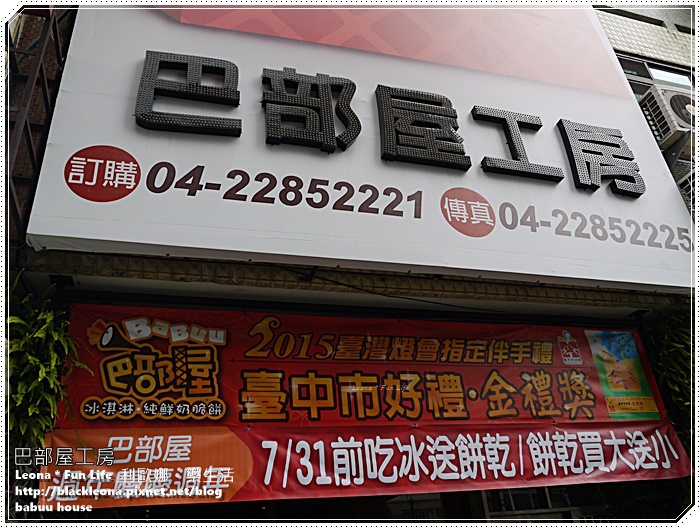 巴部屋工房
訂購 04-22852221
傳真 04-22852225
BaBuu
巴部屋
冰淇淋·純鮮奶脆餅
2015臺灣燈會指定伴手禮
臺中市好禮·金禮獎
Leona * Fun Life
巴部屋
7/31前吃冰送餅乾/餅乾買大送小
巴部屋工房
Leona * Fun Life
http://blackleona.pixnet.net/blog
babuu house